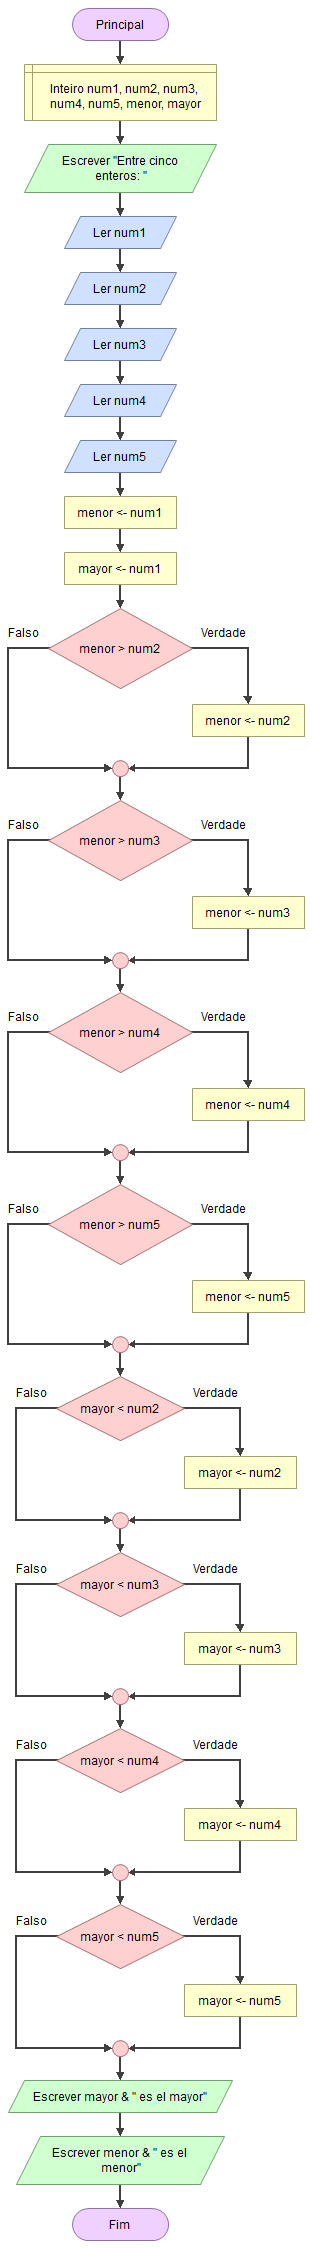 Principal
Inteiro num1, num2, num3,
num4, num5, menor, mayor
Escrever "Entre cinco
enteros: "
Ler num1
Ler num2
Ler num3
Ler num4
Ler num5
menor <- num1
mayor <- num1
Falso
Verdade
menor > num2
menor <- num2
Falso
Verdade
menor > num3
menor <- num3
Falso
Verdade
menor > num4
menor <- num4
Falso
Verdade
menor > num5
menor <- num5
Falso
Verdade
mayor < num2
mayor <- num2
Falso
Verdade
mayor < num3
mayor <- num3
Falso
Verdade
mayor < num4
mayor <- num4
Falso
Verdade
mayor < num5
mayor <- num5
Escrever mayor & " es el mayor"
Escrever menor & " es el
menor"
Fim